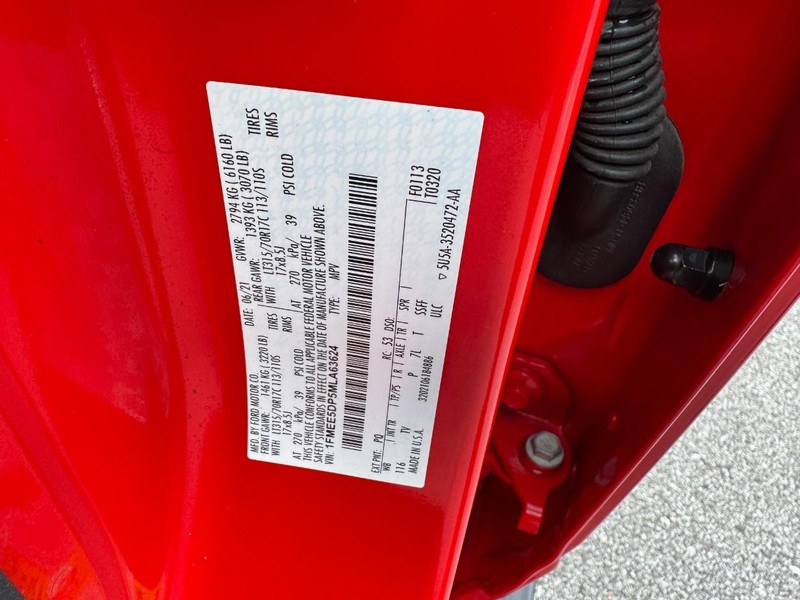 MFD. BY FORD MOTOR CO.
DATE: 06/21 GVWR: 2794 KG ( 6160 LB)
FRONT GAWR: 1461 KG ( 3220 LB) REAR GAWR: 1393 KG ( 3070 LB)
WITH LT315/70R17C 113/110S TIRES WITH LT315/70R17C 113/110S TIRES
17x8.5J RIMS 17x8.5J RIMS
AT 270 kPa/ 39 PSI COLD AT 270 kPa/ 39 PSI COLD
THIS VEHICLE CONFORMS TO ALL APPLICABLE FEDERAL MOTOR VEHICLE
SAFETY STANDARDS IN EFFECT ON THE DATE OF MANUFACTURE SHOWN ABOVE.
VIN: 1FMEE5DP5MLA63624 TYPE: MPV
EXT PNT: PQ RC: 53 DSO: F0113
WB INT TR TP/PS R AXLE TR SPR T0320
116 TV P 7L T SSFF
MADE IN U.S.A. 3202106184886 ULC
▽ 5U5A-3520472-AA